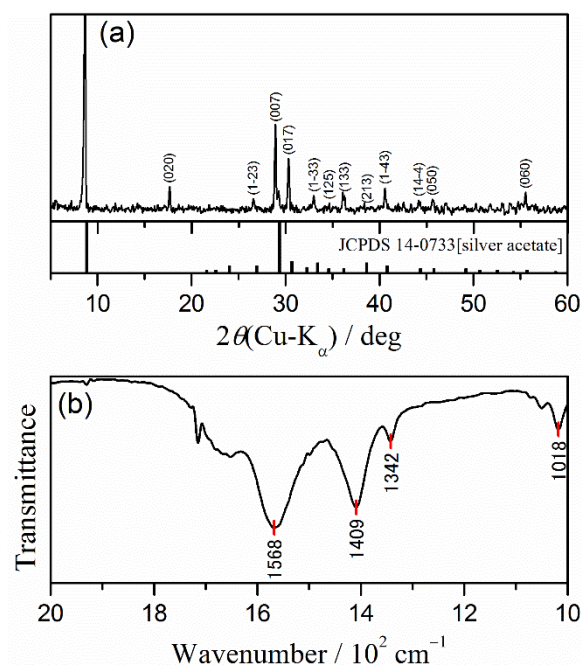 (a)
(020)
(1-23)
(007)
(017)
(1-33)
(125)
(133)
(213)
(1-43)
(14-4)
(050)
(060)
JCPDS 14-0733[silver acetate]
10 20 30 40 50 60
2θ(Cu-Kα) / deg
(b)
Transmittance
1568
1409
1342
1018
20 18 16 14 12 10
Wavenumber / 10² cm⁻¹